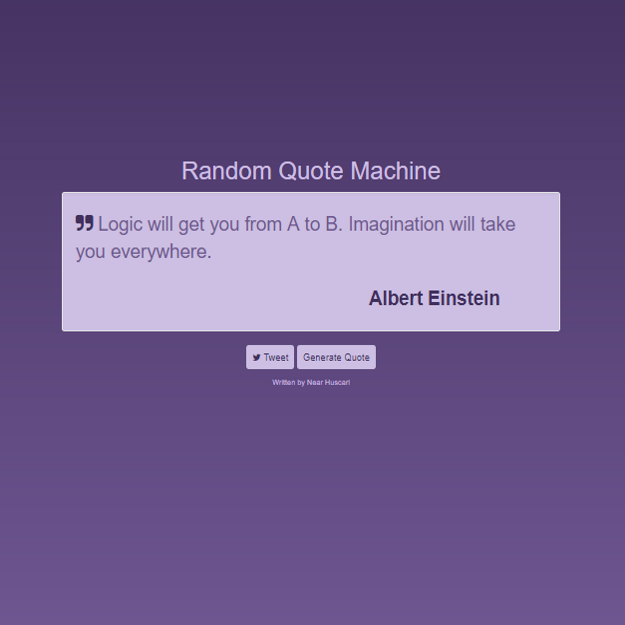 Random Quote Machine
Logic will get you from A to B. Imagination will take
you everywhere.
Albert Einstein
Tweet
Generate Quote
Written by Near Huscarl